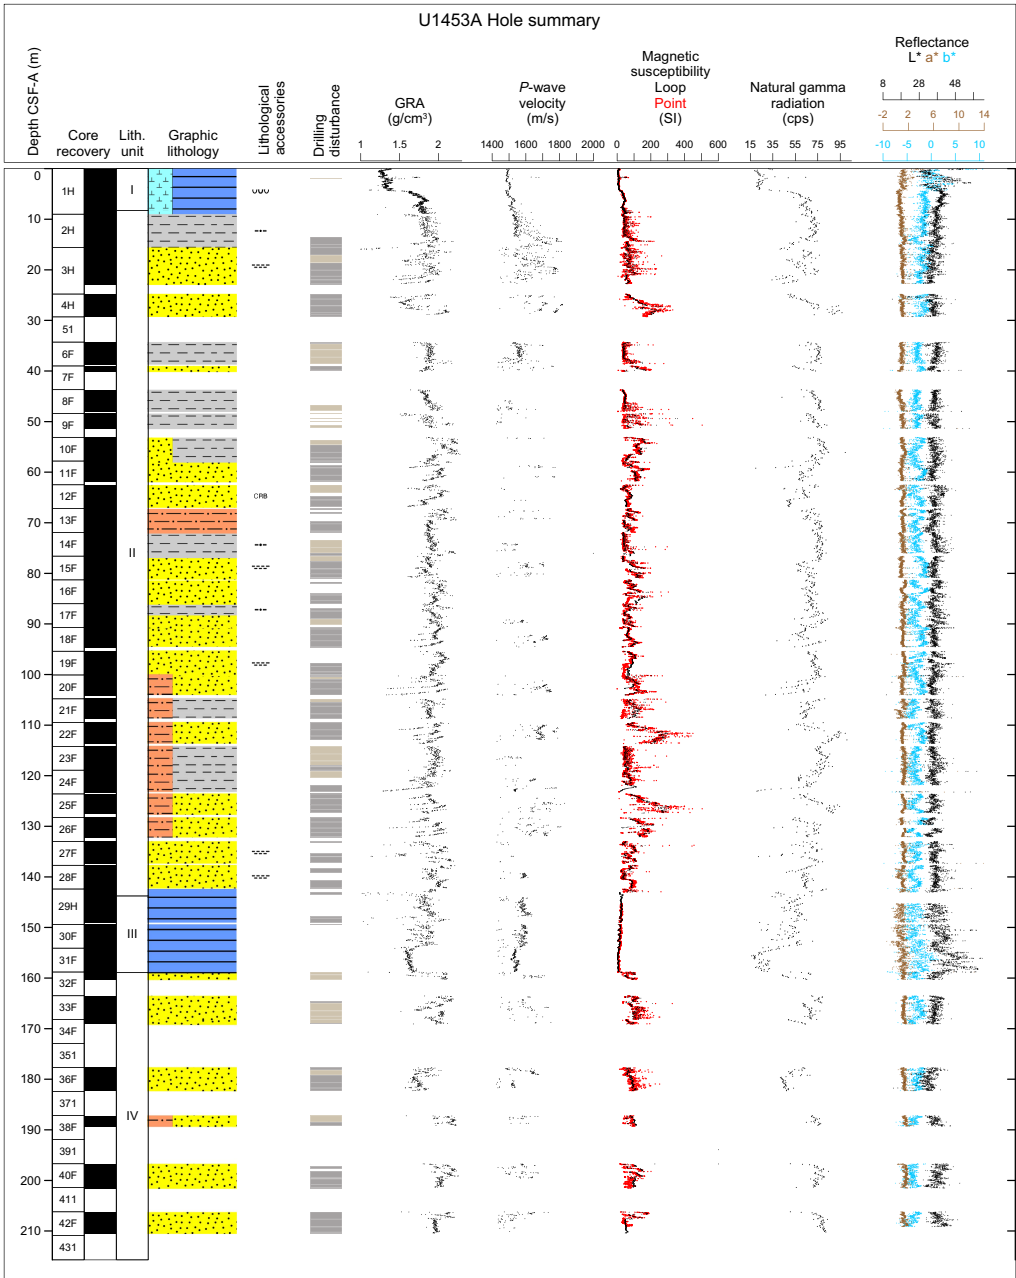 U1453A Hole summary
Depth CSF-A (m)
Core recovery
Lith. unit
Graphic lithology
Lithological accessories
Drilling disturbance
GRA (g/cm³)
1 1.5 2
P-wave velocity (m/s)
1400 1600 1800 2000
Magnetic susceptibility
Loop
Point
(SI)
0 200 400 600
Natural gamma radiation (cps)
15 35 55 75 95
Reflectance
L* a* b*
8 28 48
-2 2 6 10 14
-10 -5 0 5 10
0
10
20
30
40
50
60
70
80
90
100
110
120
130
140
150
160
170
180
190
200
210
1H
2H
3H
4H
51
6F
7F
8F
9F
10F
11F
12F
13F
14F
15F
16F
17F
18F
19F
20F
21F
22F
23F
24F
25F
26F
27F
28F
29H
30F
31F
32F
33F
34F
351
36F
371
38F
391
40F
411
42F
431
I
II
III
IV
CRB